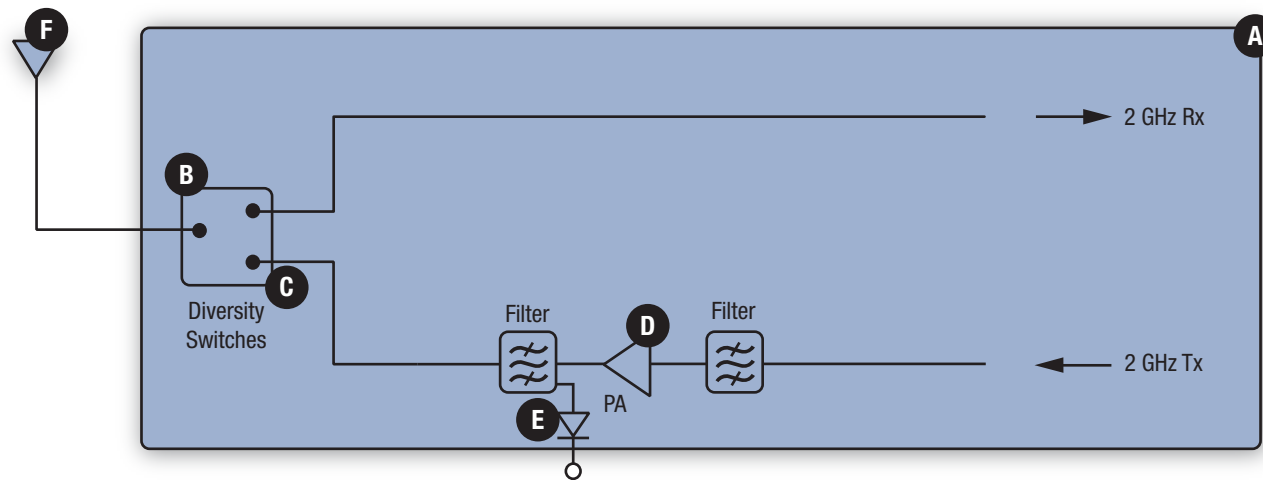 F
A
2 GHz Rx
B
C
Diversity
Switches
Filter
D
Filter
2 GHz Tx
PA
E